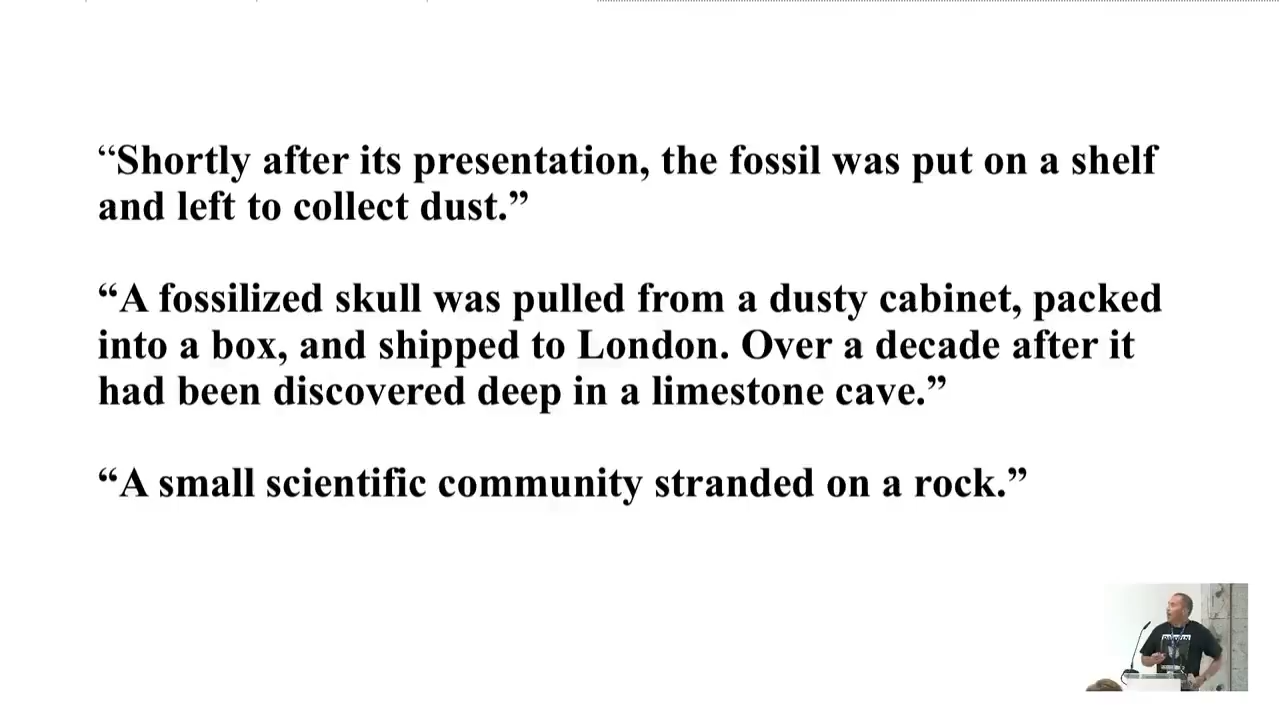 “Shortly after its presentation, the fossil was put on a shelf
and left to collect dust.”
“A fossilized skull was pulled from a dusty cabinet, packed
into a box, and shipped to London. Over a decade after it
had been discovered deep in a limestone cave.”
“A small scientific community stranded on a rock.”